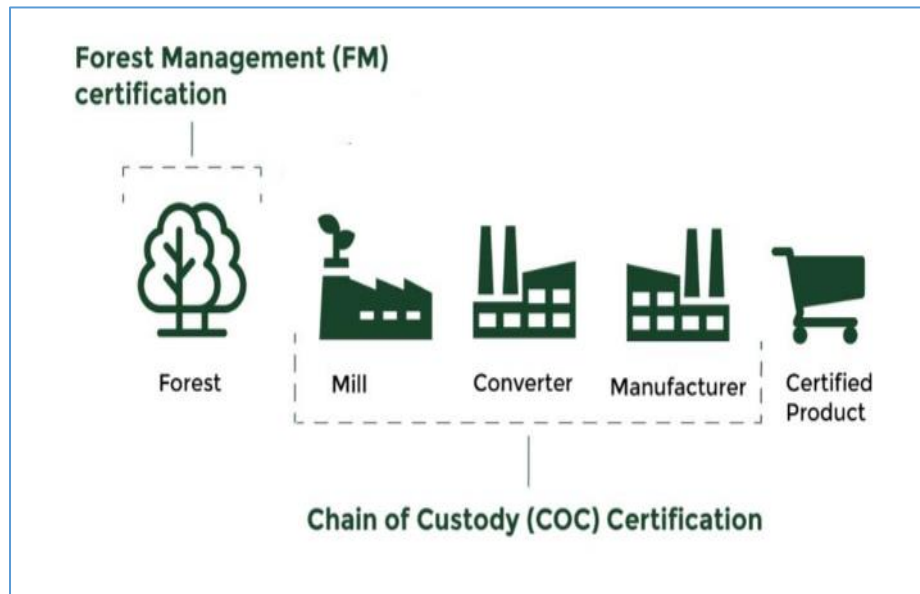 Forest Management (FM)
certification
Forest
Mill
Converter
Manufacturer
Certified
Product
Chain of Custody (COC) Certification